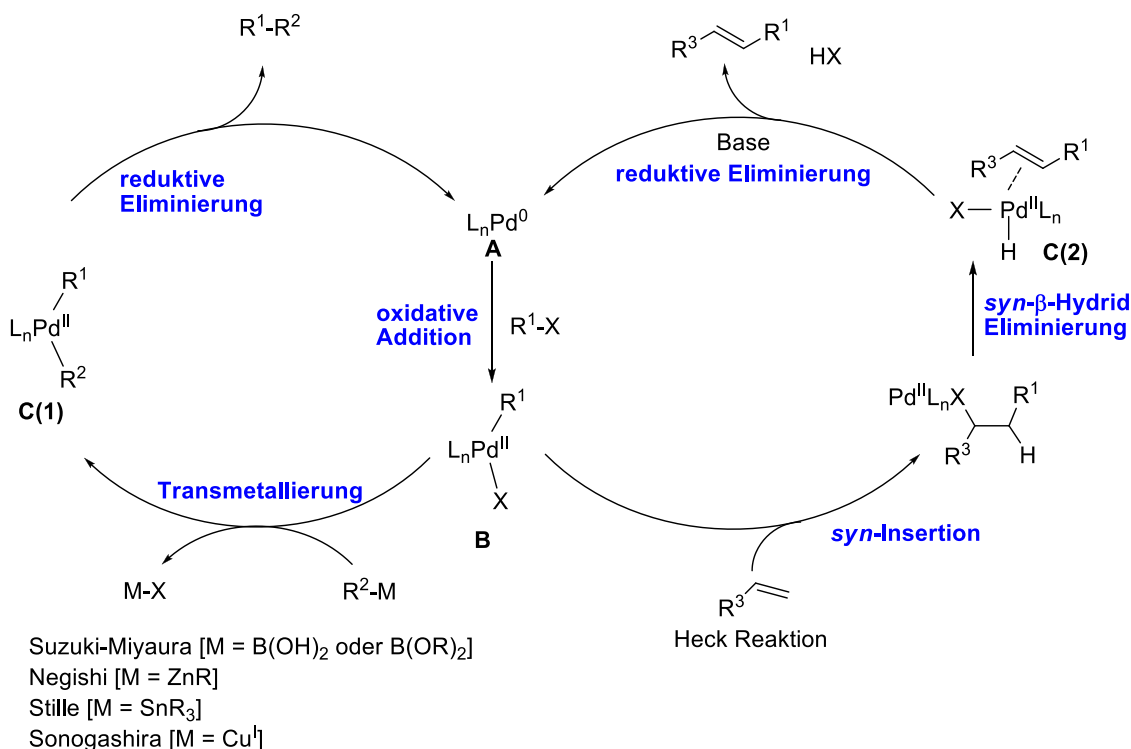 R¹-R²
R³ R¹
HX
reduktive
Eliminierung
Base
reduktive Eliminierung
R³ R¹
X PdᴵᴵLₙ
H
C(2)
LₙPd⁰
A
oxidative
Addition
R¹-X
syn-β-Hydrid
Eliminierung
R¹
LₙPdᴵᴵ
R²
C(1)
R¹
LₙPdᴵᴵ
X
B
PdᴵᴵLₙX R¹
R³ H
Transmetallierung
syn-Insertion
M-X
R²-M
R³
Heck Reaktion
Suzuki-Miyaura [M = B(OH)₂ oder B(OR)₂]
Negishi [M = ZnR]
Stille [M = SnR₃]
Sonogashira [M = Cuᴵ]